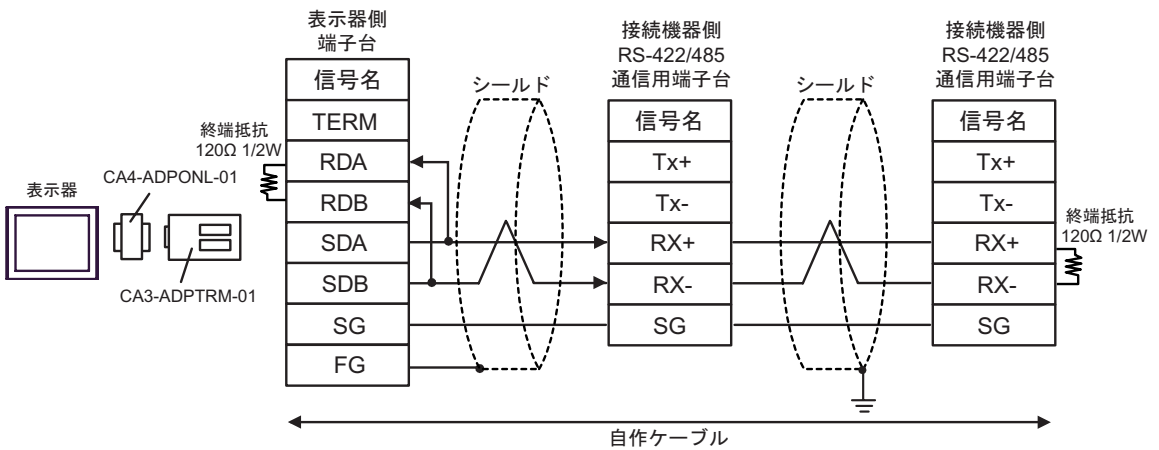 表示器
CA4-ADPONL-01
CA3-ADPTRM-01
終端抵抗
120Ω 1/2W
表示器側
端子台
信号名
TERM
RDA
RDB
SDA
SDB
SG
FG
シールド
接続機器側
RS-422/485
通信用端子台
信号名
Tx+
Tx-
RX+
RX-
SG
シールド
接続機器側
RS-422/485
通信用端子台
信号名
Tx+
Tx-
RX+
RX-
SG
終端抵抗
120Ω 1/2W
自作ケーブル